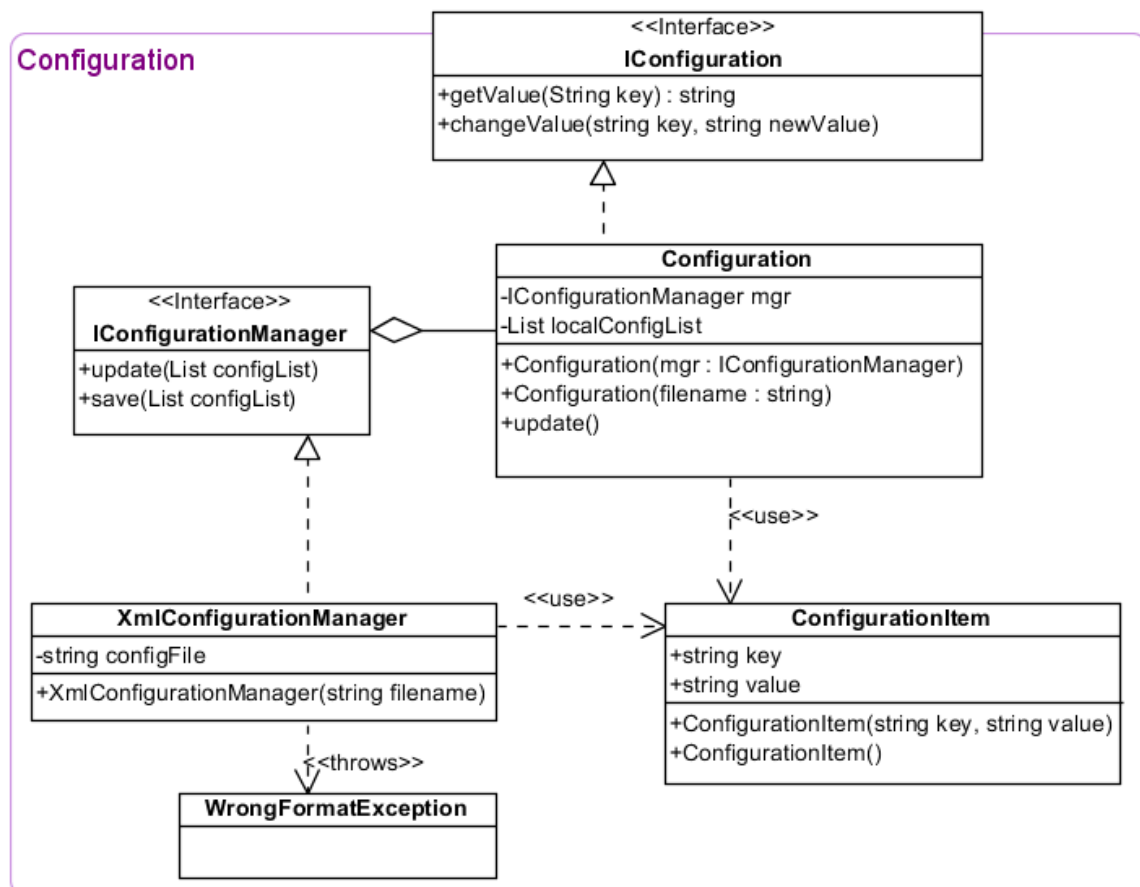 Configuration
<<Interface>>
IConfiguration
+getValue(String key) : string
+changeValue(string key, string newValue)
<<Interface>>
IConfigurationManager
+update(List configList)
+save(List configList)
Configuration
-IConfigurationManager mgr
-List localConfigList
+Configuration(mgr : IConfigurationManager)
+Configuration(filename : string)
+update()
<<use>>
<<use>>
XmlConfigurationManager
-string configFile
+XmlConfigurationManager(string filename)
ConfigurationItem
+string key
+string value
+ConfigurationItem(string key, string value)
+ConfigurationItem()
<<throws>>
WrongFormatException